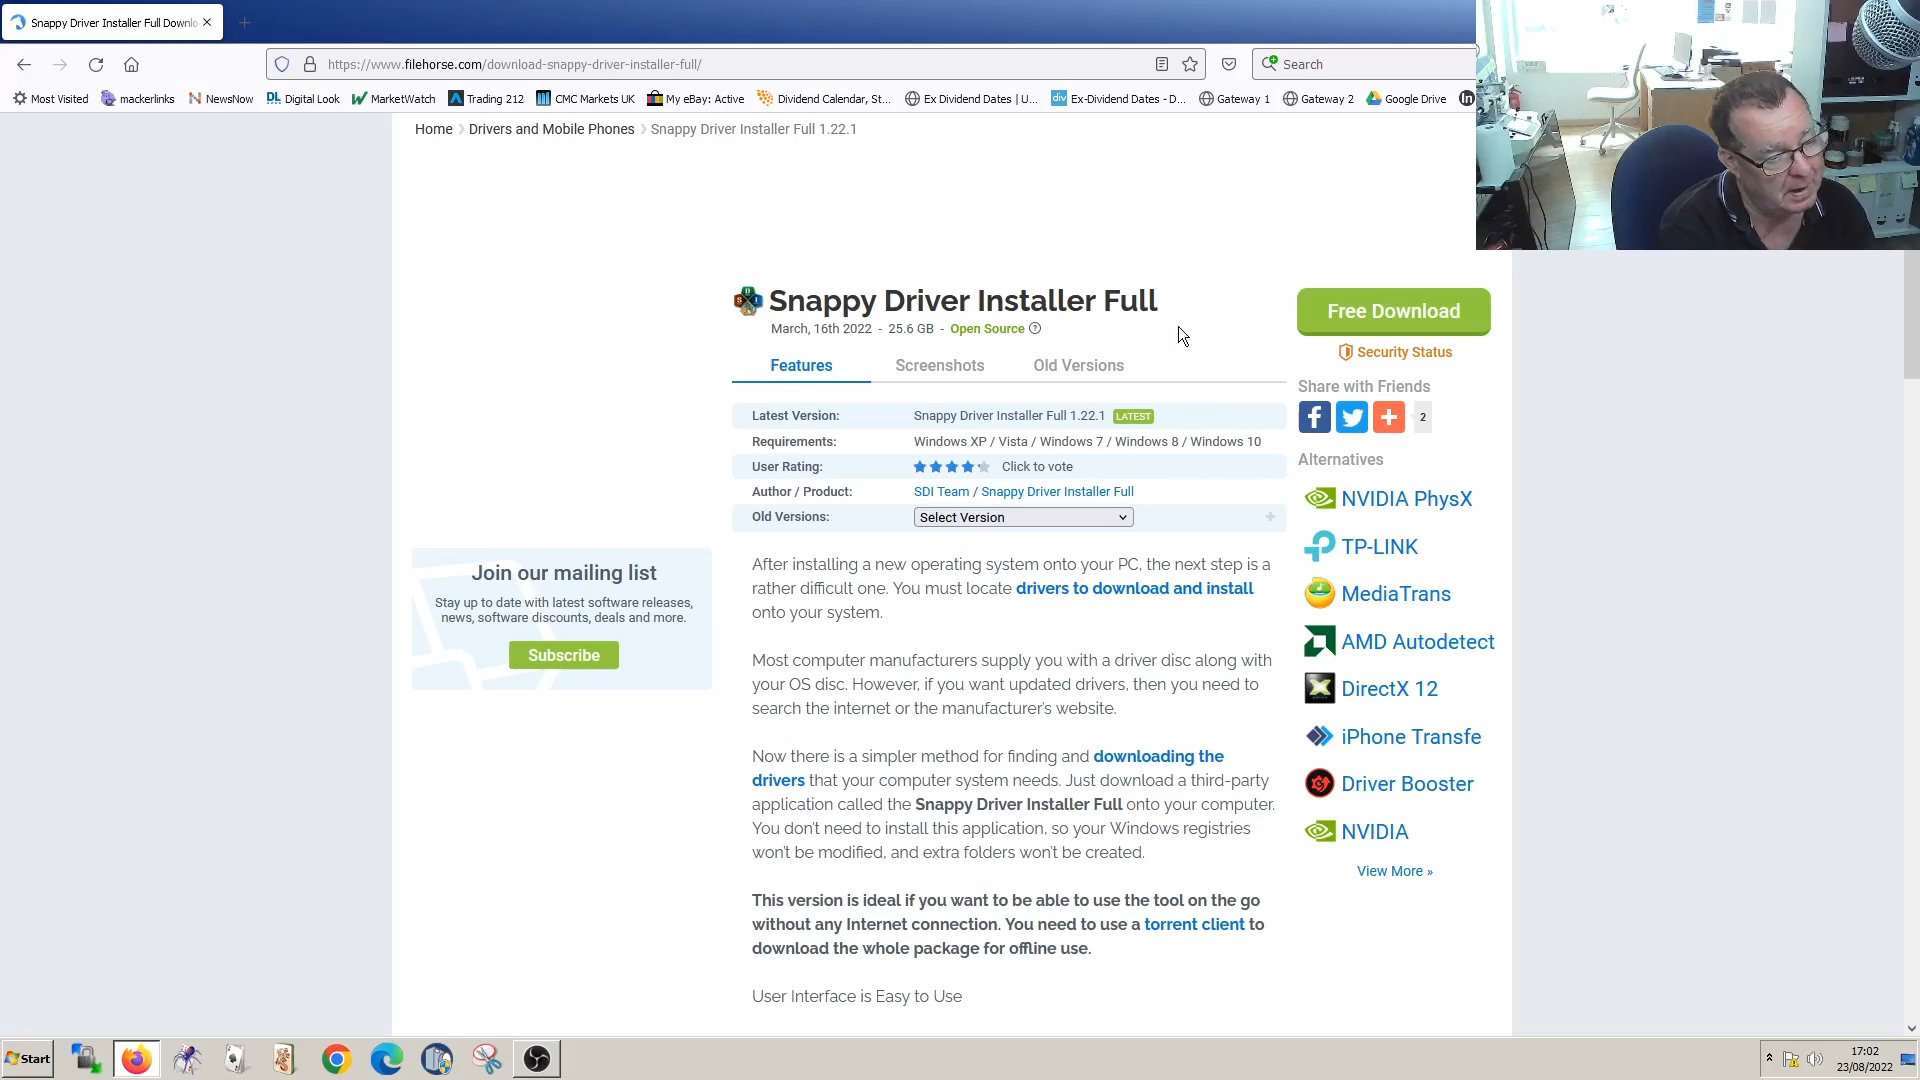 Snappy Driver Installer Full Downlo
https://www.filehorse.com/download-snappy-driver-installer-full/
Search
Most Visited
mackerlinks
NewsNow
DL Digital Look
MarketWatch
Trading 212
CMC Markets UK
My eBay: Active
Dividend Calendar, St...
Ex Dividend Dates | U...
div Ex-Dividend Dates - D...
Gateway 1
Gateway 2
Google Drive
in
Home
Drivers and Mobile Phones
Snappy Driver Installer Full 1.22.1
Snappy Driver Installer Full
March, 16th 2022 - 25.6 GB - Open Source
Features
Screenshots
Old Versions
Latest Version: Snappy Driver Installer Full 1.22.1 LATEST
Requirements: Windows XP / Vista / Windows 7 / Windows 8 / Windows 10
User Rating: Click to vote
Author / Product: SDI Team / Snappy Driver Installer Full
Old Versions: Select Version
After installing a new operating system onto your PC, the next step is a
rather difficult one. You must locate drivers to download and install
onto your system.
Most computer manufacturers supply you with a driver disc along with
your OS disc. However, if you want updated drivers, then you need to
search the internet or the manufacturer's website.
Now there is a simpler method for finding and downloading the
drivers that your computer system needs. Just download a third-party
application called the Snappy Driver Installer Full onto your computer.
You don't need to install this application, so your Windows registries
won't be modified, and extra folders won't be created.
This version is ideal if you want to be able to use the tool on the go
without any Internet connection. You need to use a torrent client to
download the whole package for offline use.
User Interface is Easy to Use
Join our mailing list
Stay up to date with latest software releases,
news, software discounts, deals and more.
Subscribe
Free Download
Security Status
Share with Friends
2
Alternatives
NVIDIA PhysX
TP-LINK
MediaTrans
AMD Autodetect
DirectX 12
iPhone Transfe
Driver Booster
NVIDIA
View More »
Start
17:02
23/08/2022